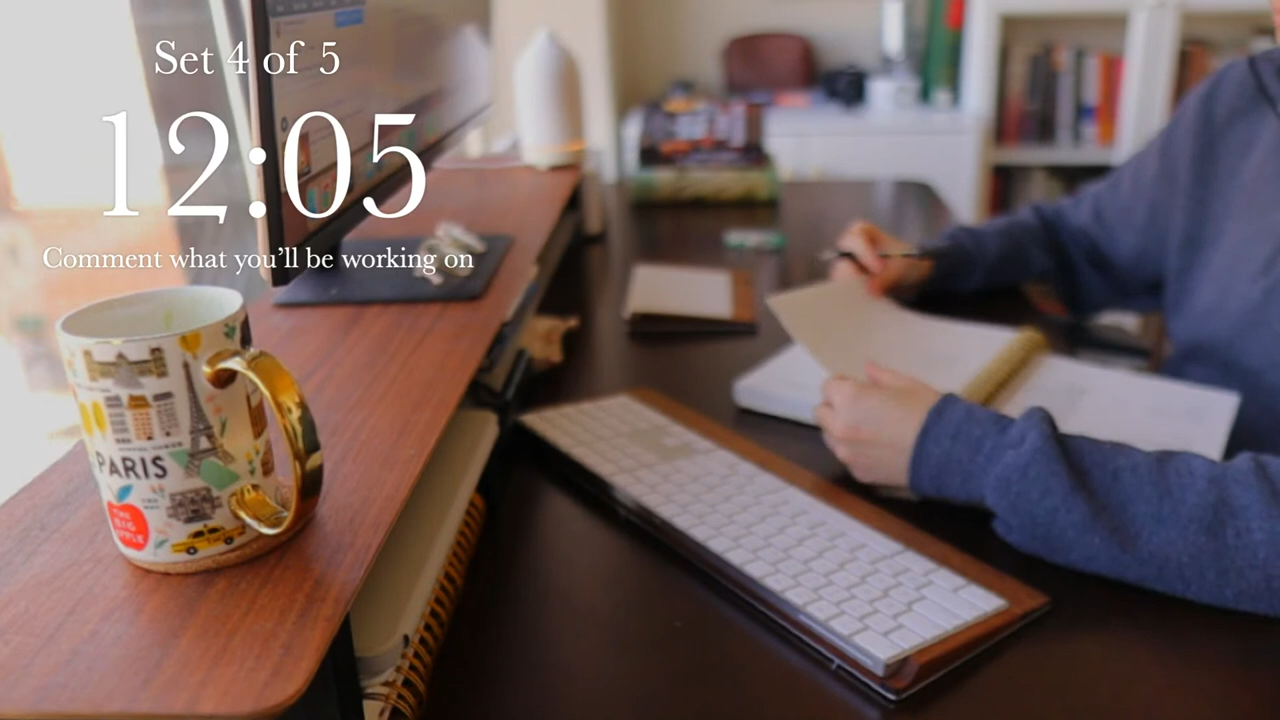 Set 4 of 5
12:05
Comment what you'll be working on
PARIS
THE
BIG
APPLE